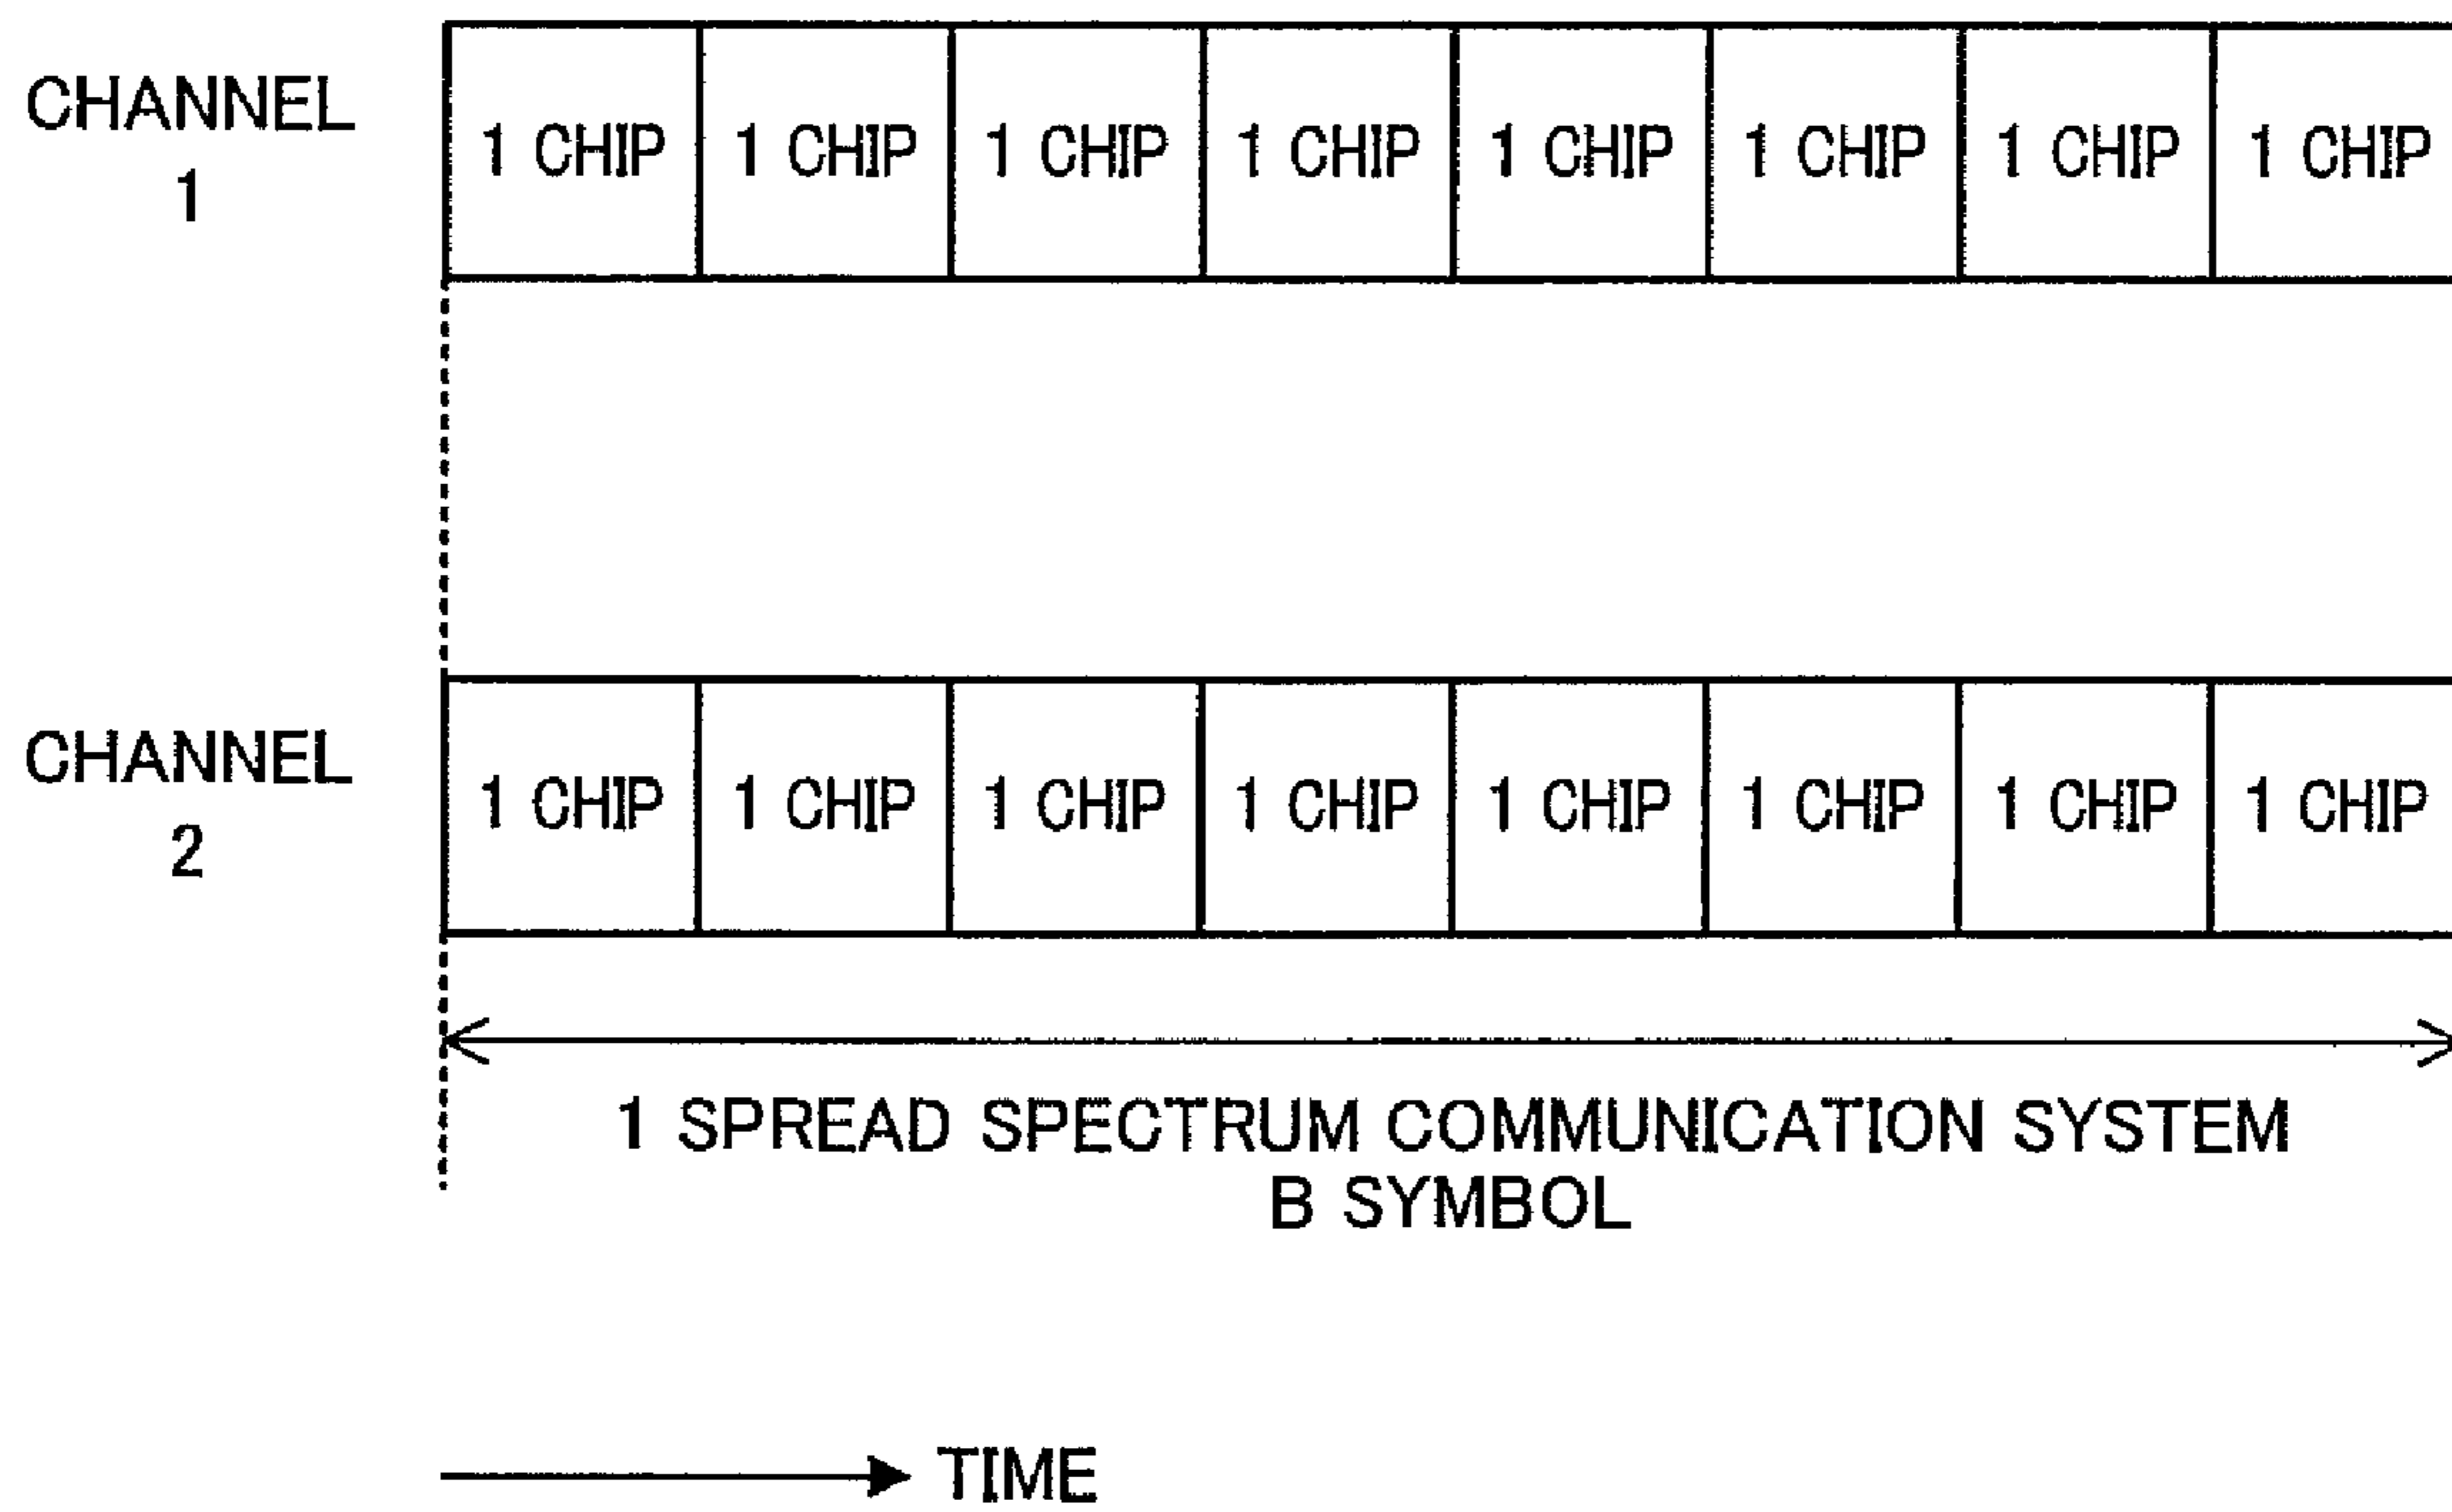 CHANNEL
1
1 CHIP 1 CHIP 1 CHIP 1 CHIP 1 CHIP 1 CHIP 1 CHIP 1 CHIP
CHANNEL
2
1 CHIP 1 CHIP 1 CHIP 1 CHIP 1 CHIP 1 CHIP 1 CHIP 1 CHIP
1 SPREAD SPECTRUM COMMUNICATION SYSTEM
B SYMBOL
TIME